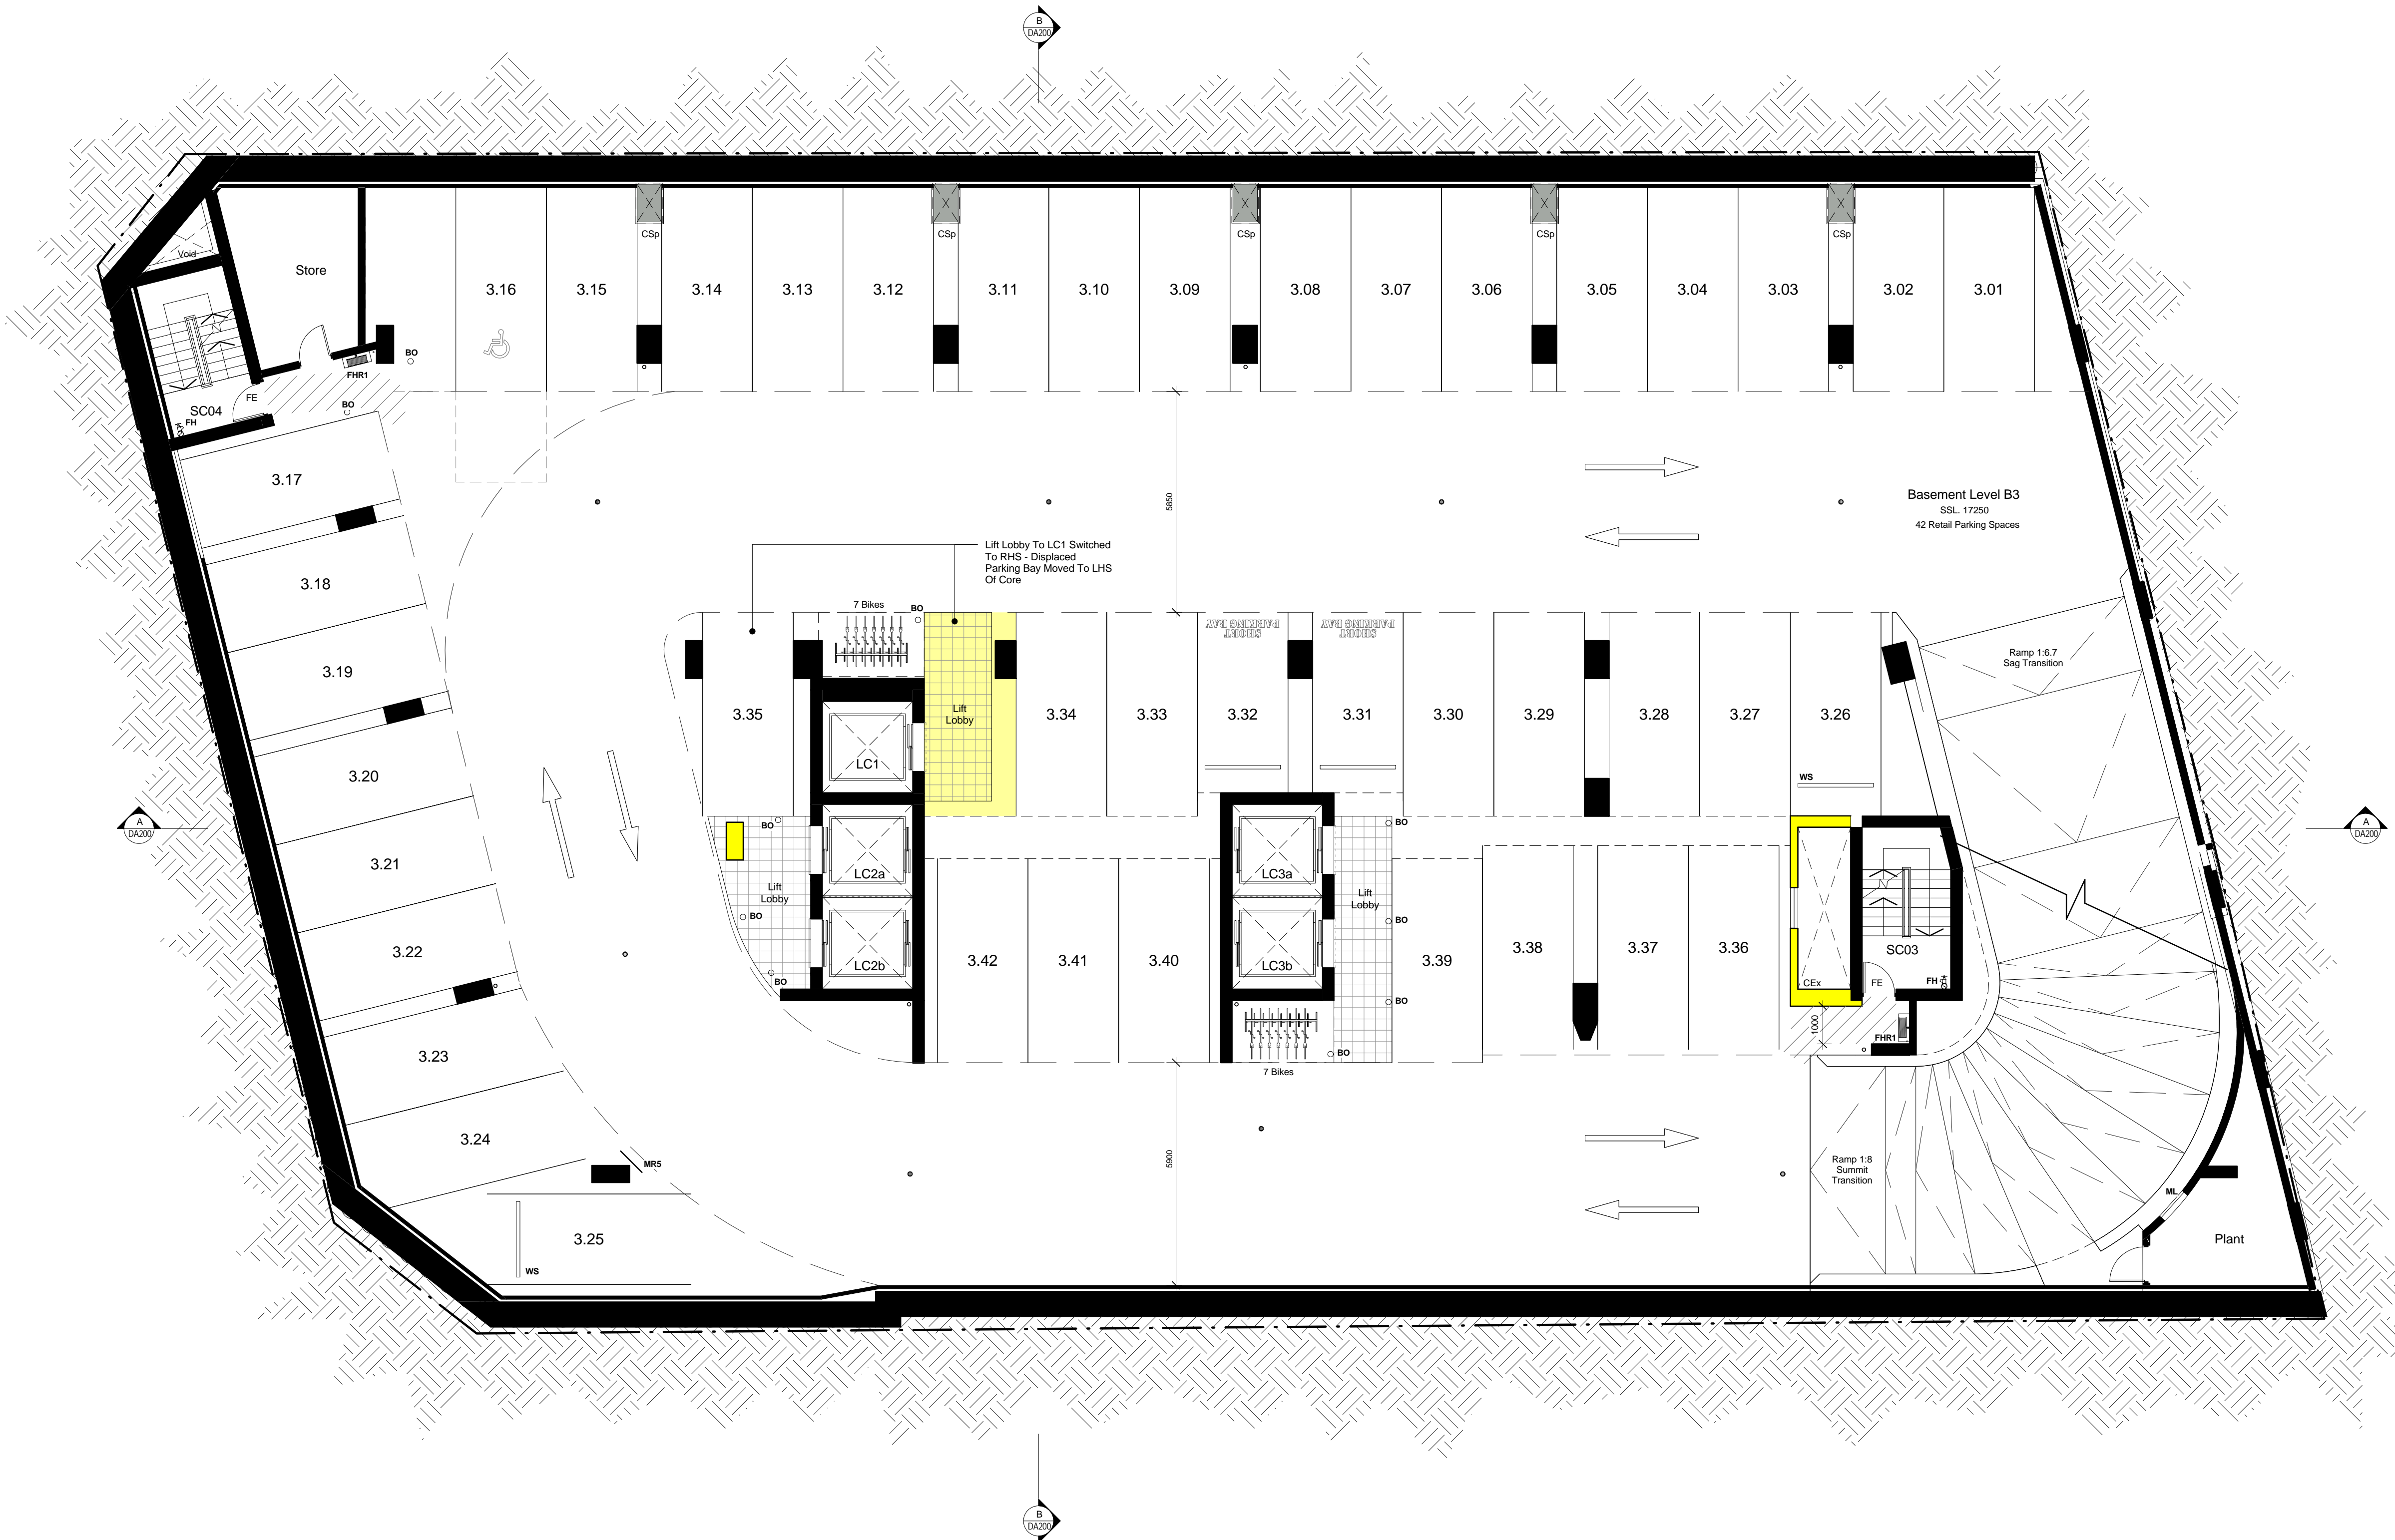 B
DA200
CSp
CSp
CSp
CSp
CSp
Void
Store
3.16
3.15
3.14
3.13
3.12
3.11
3.10
3.09
3.08
3.07
3.06
3.05
3.04
3.03
3.02
3.01
BO
FHR1
FE
BO
SC04
FH
3.17
5850
Basement Level B3
SSL. 17250
42 Retail Parking Spaces
Lift Lobby To LC1 Switched
To RHS - Displaced
Parking Bay Moved To LHS
Of Core
3.18
7 Bikes
BO
SHORT
PARKING BAY
SHORT
PARKING BAY
Ramp 1:6.7
Sag Transition
3.19
3.35
Lift
Lobby
3.34
3.33
3.32
3.31
3.30
3.29
3.28
3.27
3.26
LC1
WS
3.20
A
DA200
BO
BO
A
DA200
3.21
LC2a
LC3a
Lift
Lobby
Lift
Lobby
BO
BO
3.22
3.42
3.41
3.40
3.39
3.38
3.37
3.36
SC03
LC2b
LC3b
BO
CEx
FE
FH
BO
1000
FHR1
3.23
BO
7 Bikes
3.24
MR5
5900
Ramp 1:8
Summit
Transition
ML
3.25
WS
Plant
B
DA200